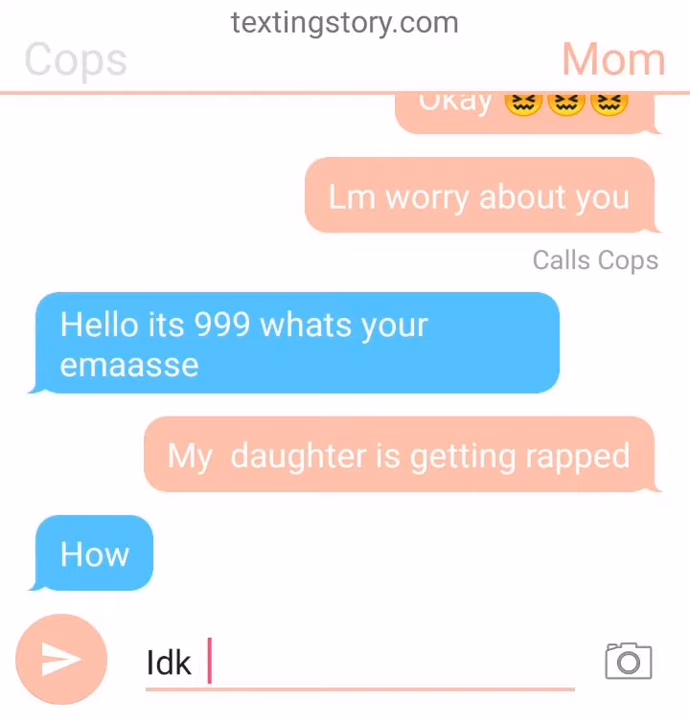 textingstory.com
Cops
Mom
Okay 😖😖😖
Lm worry about you
Calls Cops
Hello its 999 whats your
emaasse
My  daughter is getting rapped
How
Idk